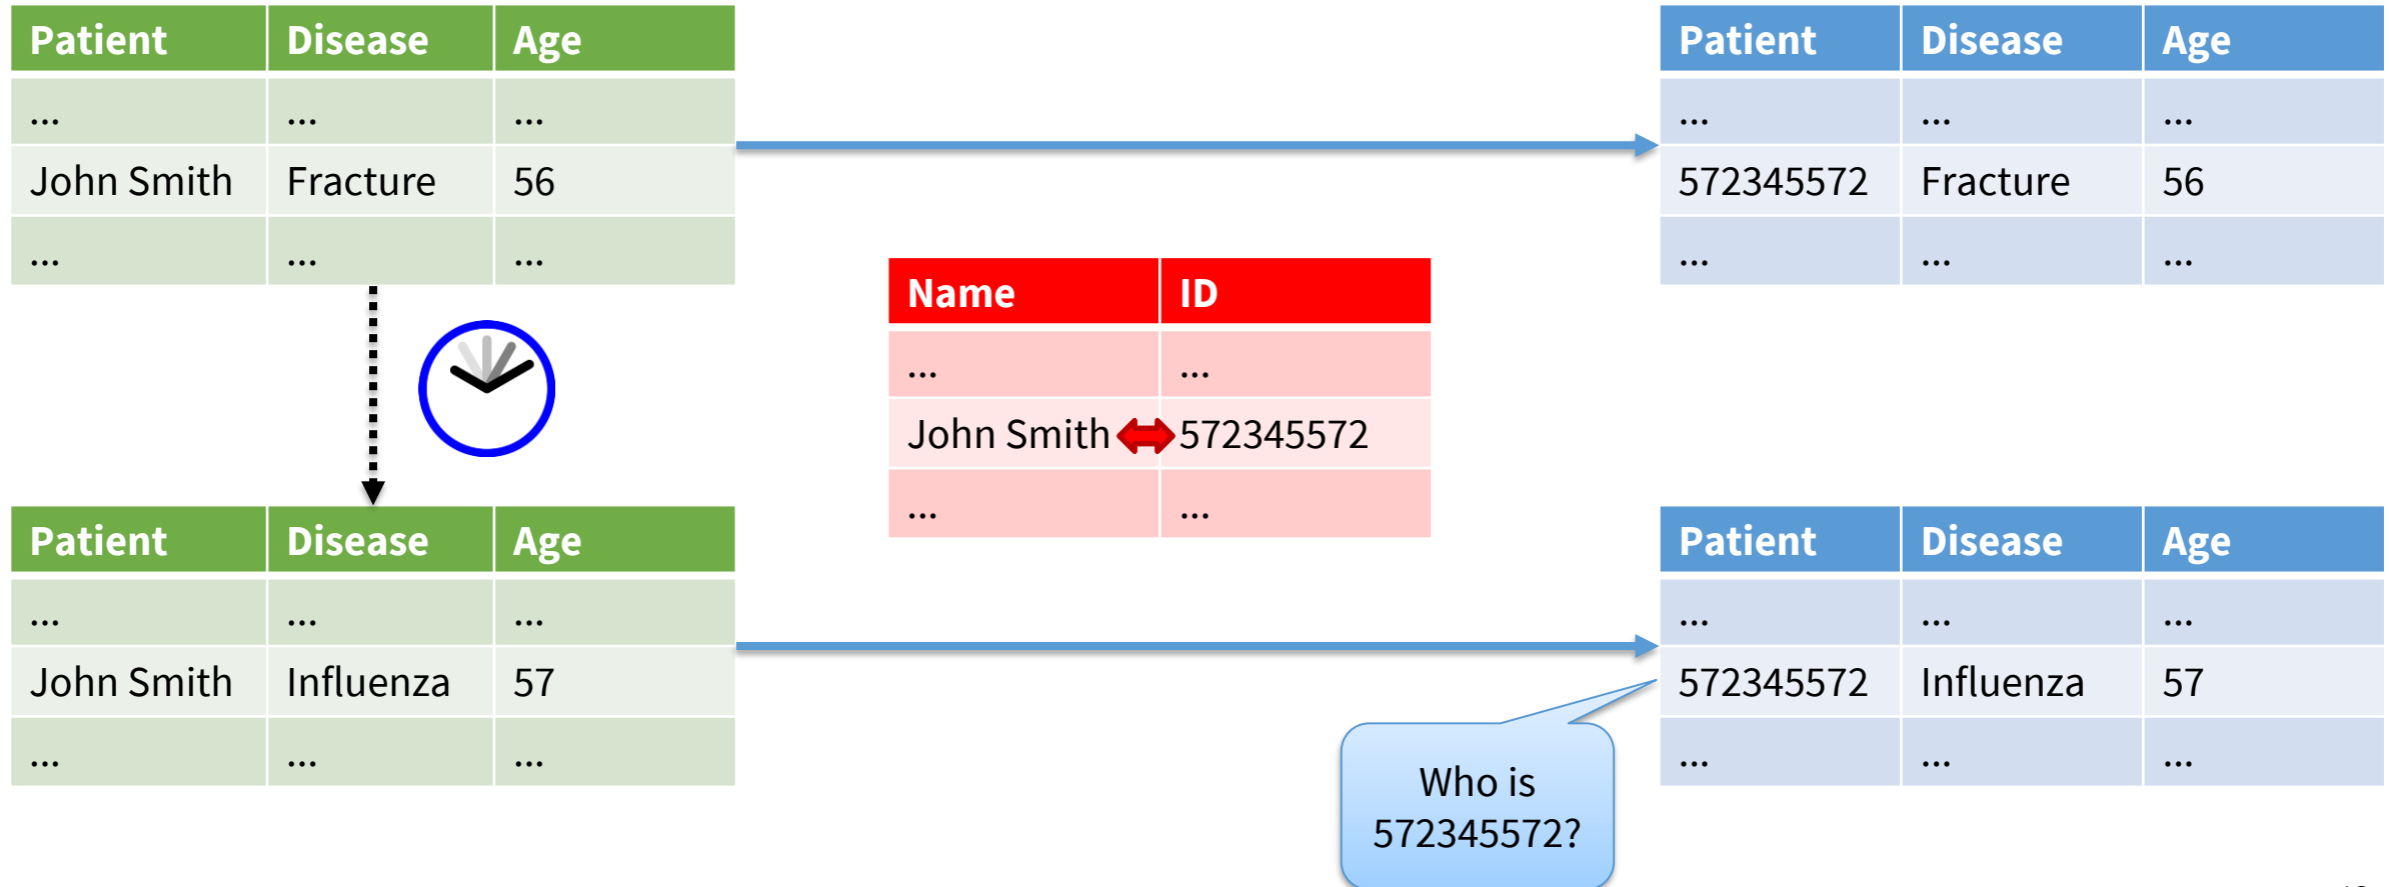 Patient Disease Age
... ... ...
John Smith Fracture 56
... ... ...
Patient Disease Age
... ... ...
572345572 Fracture 56
... ... ...
Name ID
... ...
John Smith 572345572
... ...
Patient Disease Age
... ... ...
John Smith Influenza 57
... ... ...
Patient Disease Age
... ... ...
572345572 Influenza 57
... ... ...
Who is
572345572?